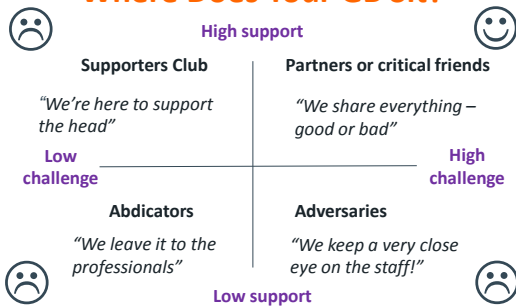 High support
Supporters Club
Partners or critical friends
“We’re here to support
the head”
“We share everything –
good or bad”
Low
challenge
High
challenge
Abdicators
Adversaries
“We leave it to the
professionals”
“We keep a very close
eye on the staff!”
Low support